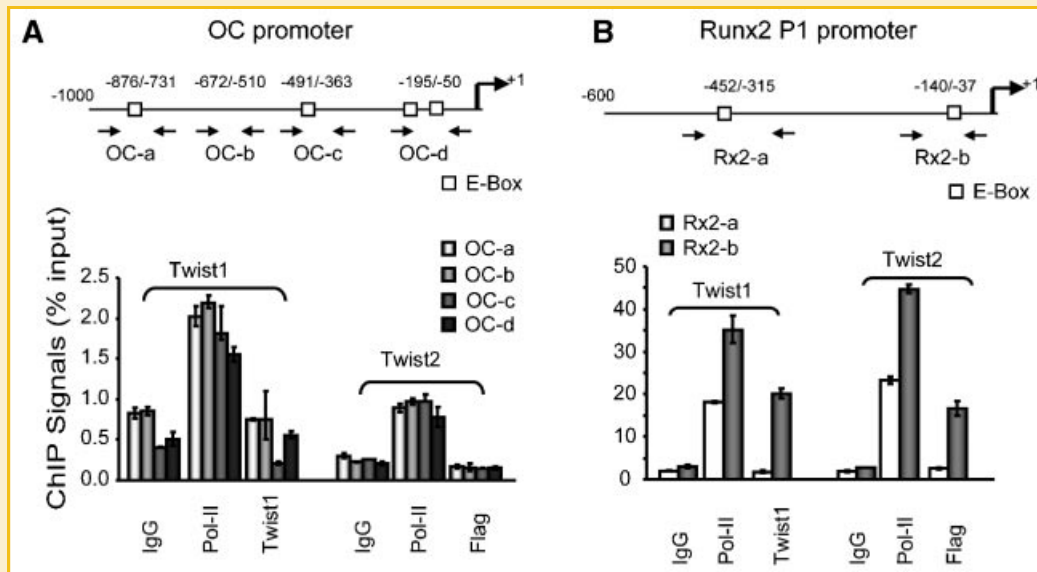 A
OC promoter
-1000
-876/-731
-672/-510
-491/-363
-195/-50
+1
OC-a
OC-b
OC-c
OC-d
E-Box
ChIP Signals (% input)
2.5
2.0
1.5
1.0
0.5
0.0
Twist1
Twist2
OC-a
OC-b
OC-c
OC-d
IgG
Pol-II
Twist1
IgG
Pol-II
Flag
B
Runx2 P1 promoter
-600
-452/-315
-140/-37
+1
Rx2-a
Rx2-b
E-Box
Rx2-a
Rx2-b
50
40
30
20
10
0
Twist1
Twist2
IgG
Pol-II
Twist1
IgG
Pol-II
Flag